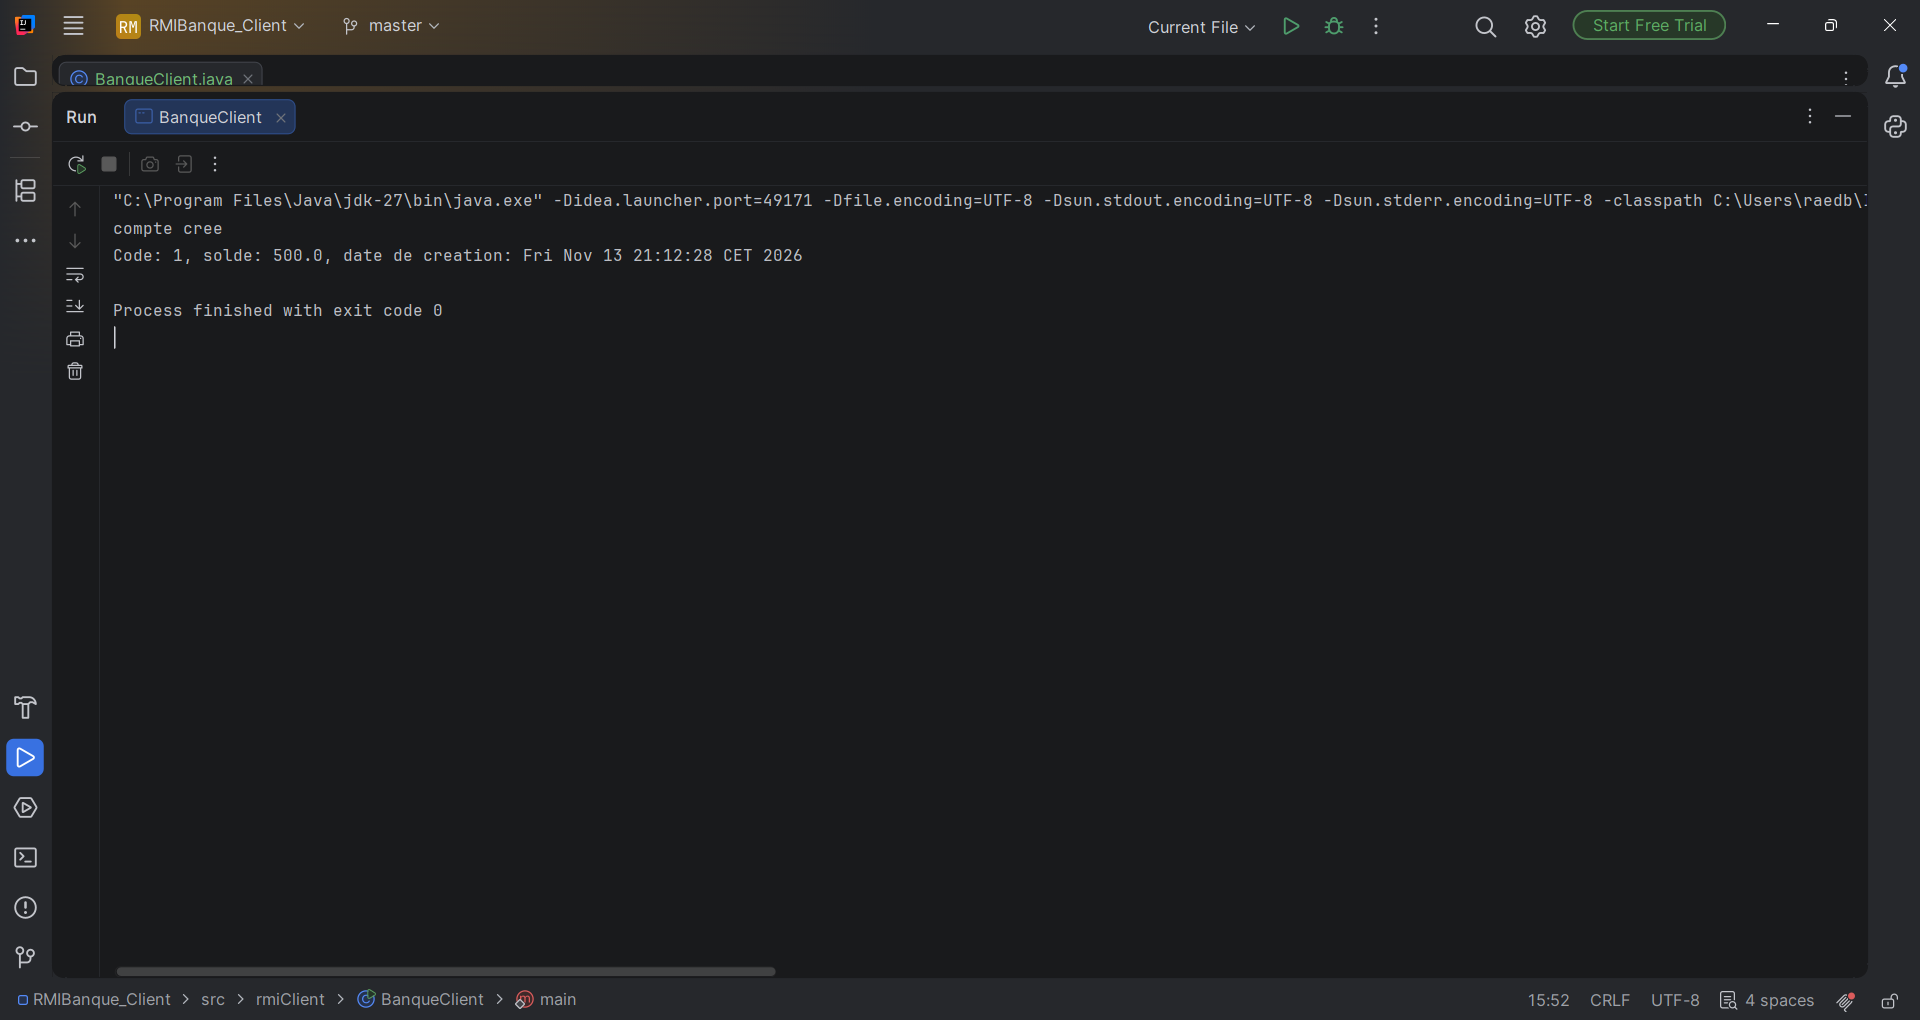 RM RMIBanque_Client master Current File Start Free Trial
BanqueClient.java
Run BanqueClient
"C:\Program Files\Java\jdk-27\bin\java.exe" -Didea.launcher.port=49171 -Dfile.encoding=UTF-8 -Dsun.stdout.encoding=UTF-8 -Dsun.stderr.encoding=UTF-8 -classpath C:\Users\raedb\
compte cree
Code: 1, solde: 500.0, date de creation: Fri Nov 13 21:12:28 CET 2026
Process finished with exit code 0
RMIBanque_Client > src > rmiClient > BanqueClient > main 15:52 CRLF UTF-8 4 spaces